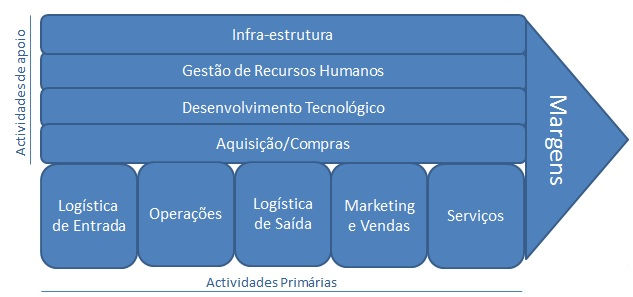 Actividades de apoio
Infra-estrutura
Gestão de Recursos Humanos
Desenvolvimento Tecnológico
Aquisição/Compras
Logística
de Entrada
Operações
Logística
de Saída
Marketing
e Vendas
Serviços
Margens
Actividades Primárias